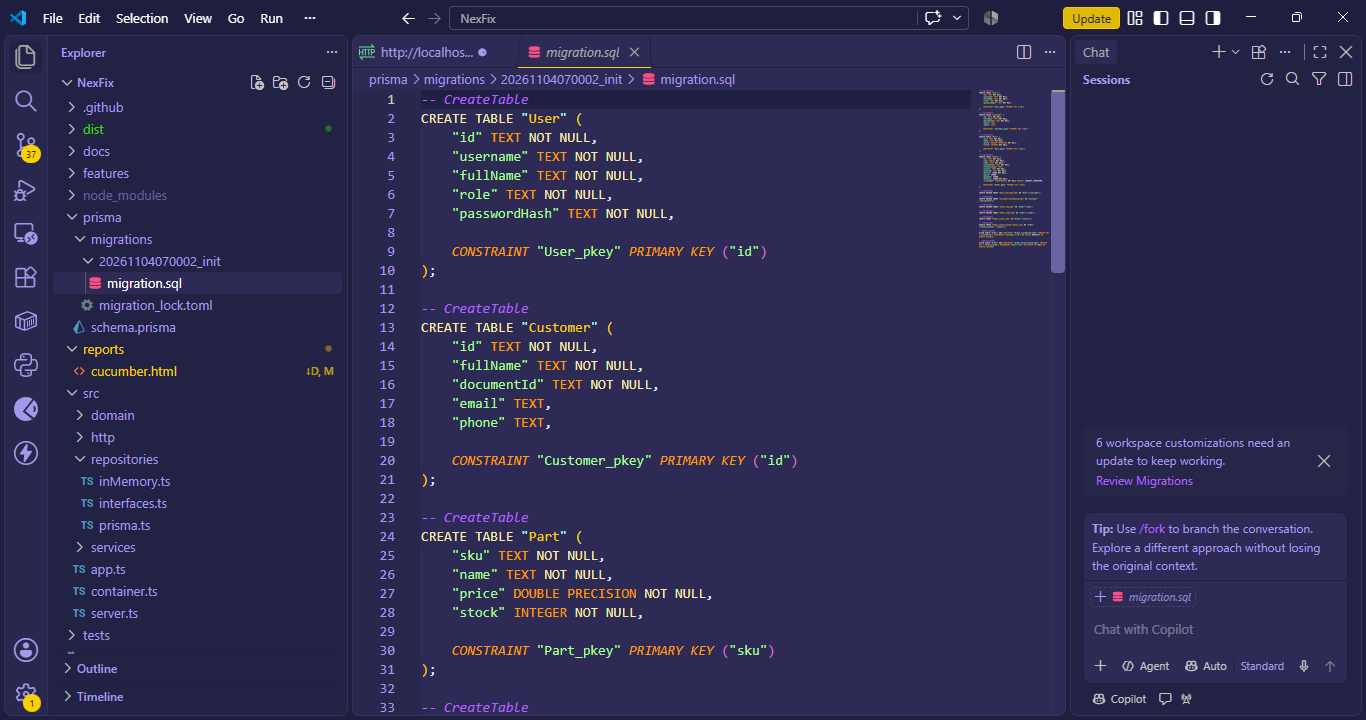 File Edit Selection View Go Run ··· NexFix Update
Explorer ···
NexFix
.github
dist
docs
features
node_modules
prisma
migrations
20261104070002_init
migration.sql
migration_lock.toml
schema.prisma
reports
cucumber.html ↓D, M
src
domain
http
repositories
TS inMemory.ts
TS interfaces.ts
TS prisma.ts
services
TS app.ts
TS container.ts
TS server.ts
tests
Outline
Timeline
37
1
HTTP http://localhos... ●
migration.sql
prisma > migrations > 20261104070002_init > migration.sql
1 -- CreateTable
2 CREATE TABLE "User" (
3 "id" TEXT NOT NULL,
4 "username" TEXT NOT NULL,
5 "fullName" TEXT NOT NULL,
6 "role" TEXT NOT NULL,
7 "passwordHash" TEXT NOT NULL,
8
9 CONSTRAINT "User_pkey" PRIMARY KEY ("id")
10 );
11
12 -- CreateTable
13 CREATE TABLE "Customer" (
14 "id" TEXT NOT NULL,
15 "fullName" TEXT NOT NULL,
16 "documentId" TEXT NOT NULL,
17 "email" TEXT,
18 "phone" TEXT,
19
20 CONSTRAINT "Customer_pkey" PRIMARY KEY ("id")
21 );
22
23 -- CreateTable
24 CREATE TABLE "Part" (
25 "sku" TEXT NOT NULL,
26 "name" TEXT NOT NULL,
27 "price" DOUBLE PRECISION NOT NULL,
28 "stock" INTEGER NOT NULL,
29
30 CONSTRAINT "Part_pkey" PRIMARY KEY ("sku")
31 );
32
33 -- CreateTable
Chat
Sessions
6 workspace customizations need an
update to keep working.
Review Migrations
Tip: Use /fork to branch the conversation.
Explore a different approach without losing
the original context.
migration.sql
Chat with Copilot
Agent Auto Standard
Copilot